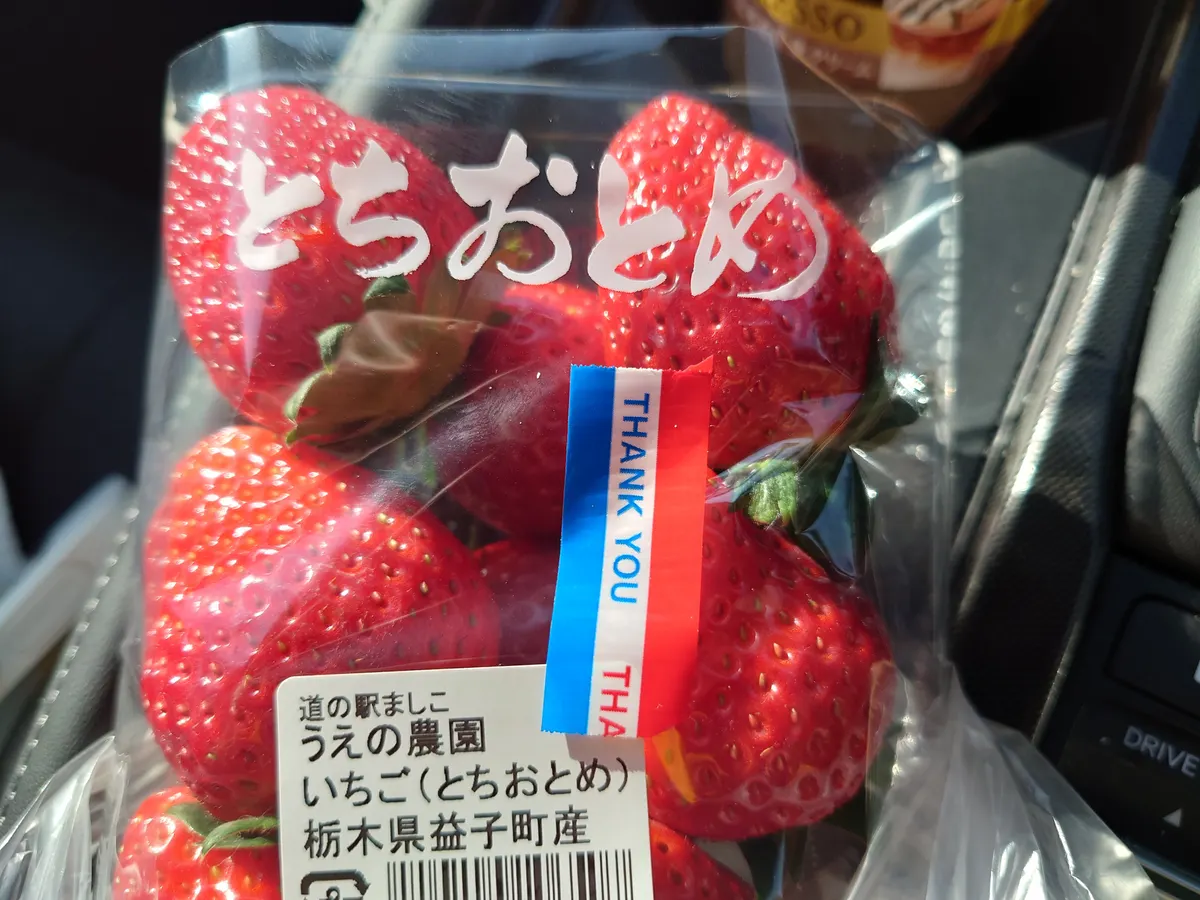 とちおとめ
THANK YOU THA
道の駅ましこ
うえの農園
いちご(とちおとめ)
栃木県益子町産
DRIVE